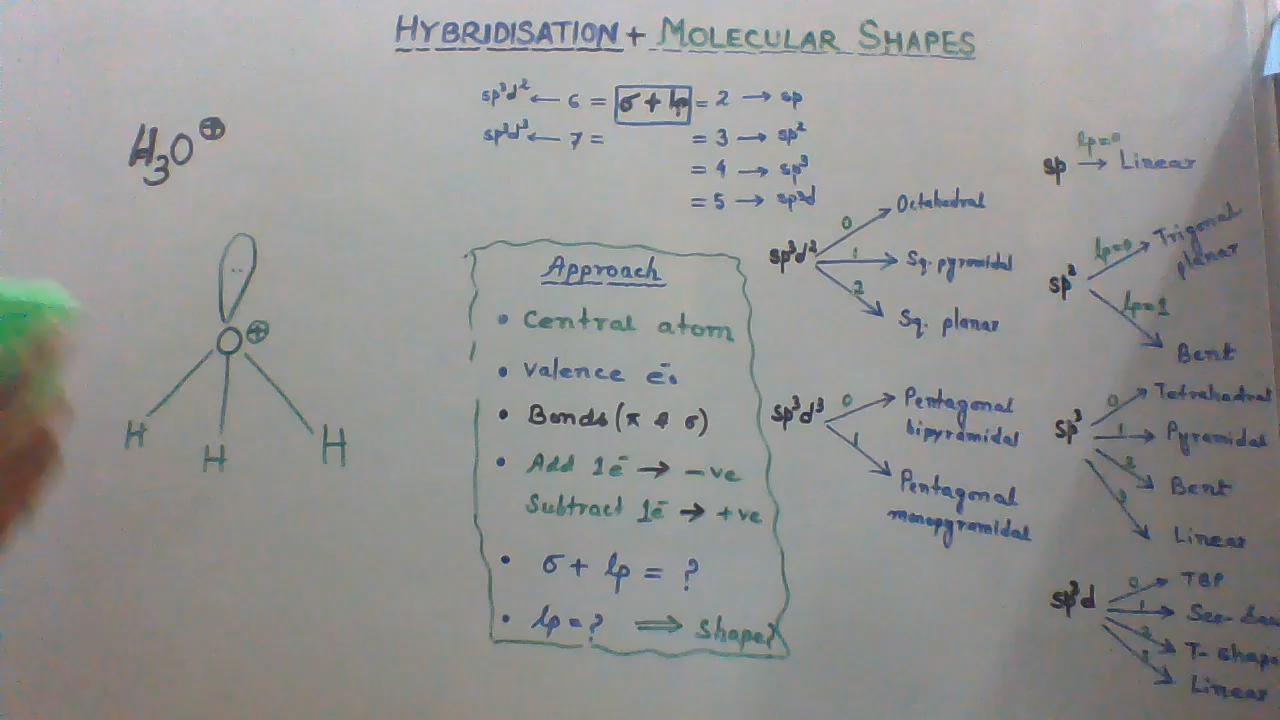 HYBRIDISATION + MOLECULAR SHAPES
sp³d² ← 6 = σ + lp = 2 → sp
sp³d³ ← 7 = = 3 → sp²
= 4 → sp³
= 5 → sp³d
H₃O⊕
O⊕
H
H
H
Approach
• Central atom
• Valence e⁻.
• Bonds (π & σ)
• Add 1e⁻ → -ve
Subtract 1e⁻ → +ve
• σ + lp = ?
• lp = ? ⟹ Shape?
sp³d²
0 Octahedral
1 Sq. pyramidal
2 Sq. planar
sp³d³
0 Pentagonal
bipyramidal
1 Pentagonal
monopyramidal
sp lp=0 → Linear
sp²
lp=0 Trigonal
planar
lp=1 Bent
sp³
0 Tetrahedral
1 Pyramidal
2 Bent
3 Linear
sp³d
0 TBP
1 See-
2 T-shape
3 Linear